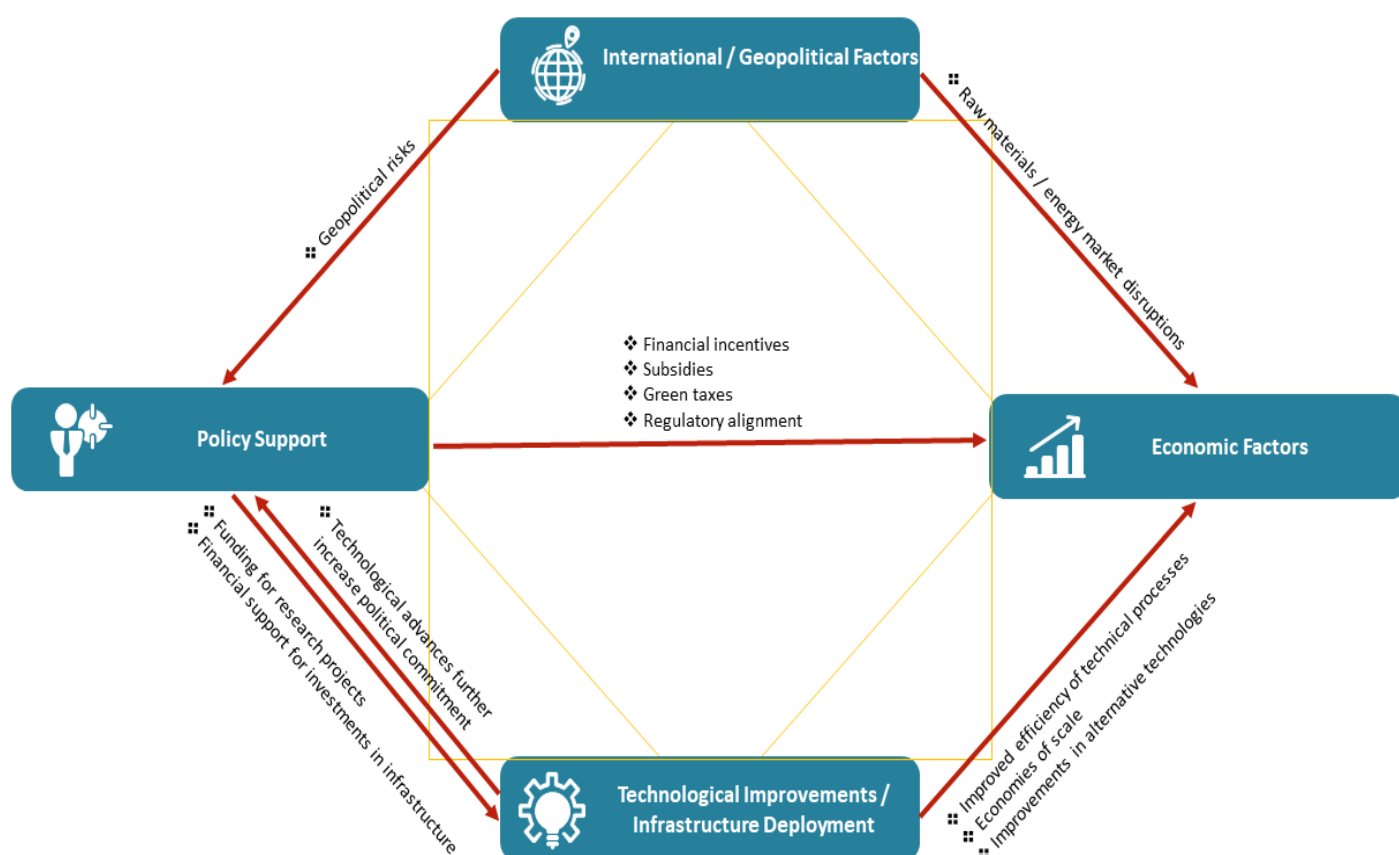 International / Geopolitical Factors
Geopolitical risks
Raw materials / energy market disruptions
Financial incentives
Subsidies
Green taxes
Regulatory alignment
Policy Support
Economic Factors
Funding for research projects
Financial support for investments in infrastructure
Technological advances further
increase political commitment
Improved efficiency of technical processes
Economies of scale
Improvements in alternative technologies
Technological Improvements /
Infrastructure Deployment